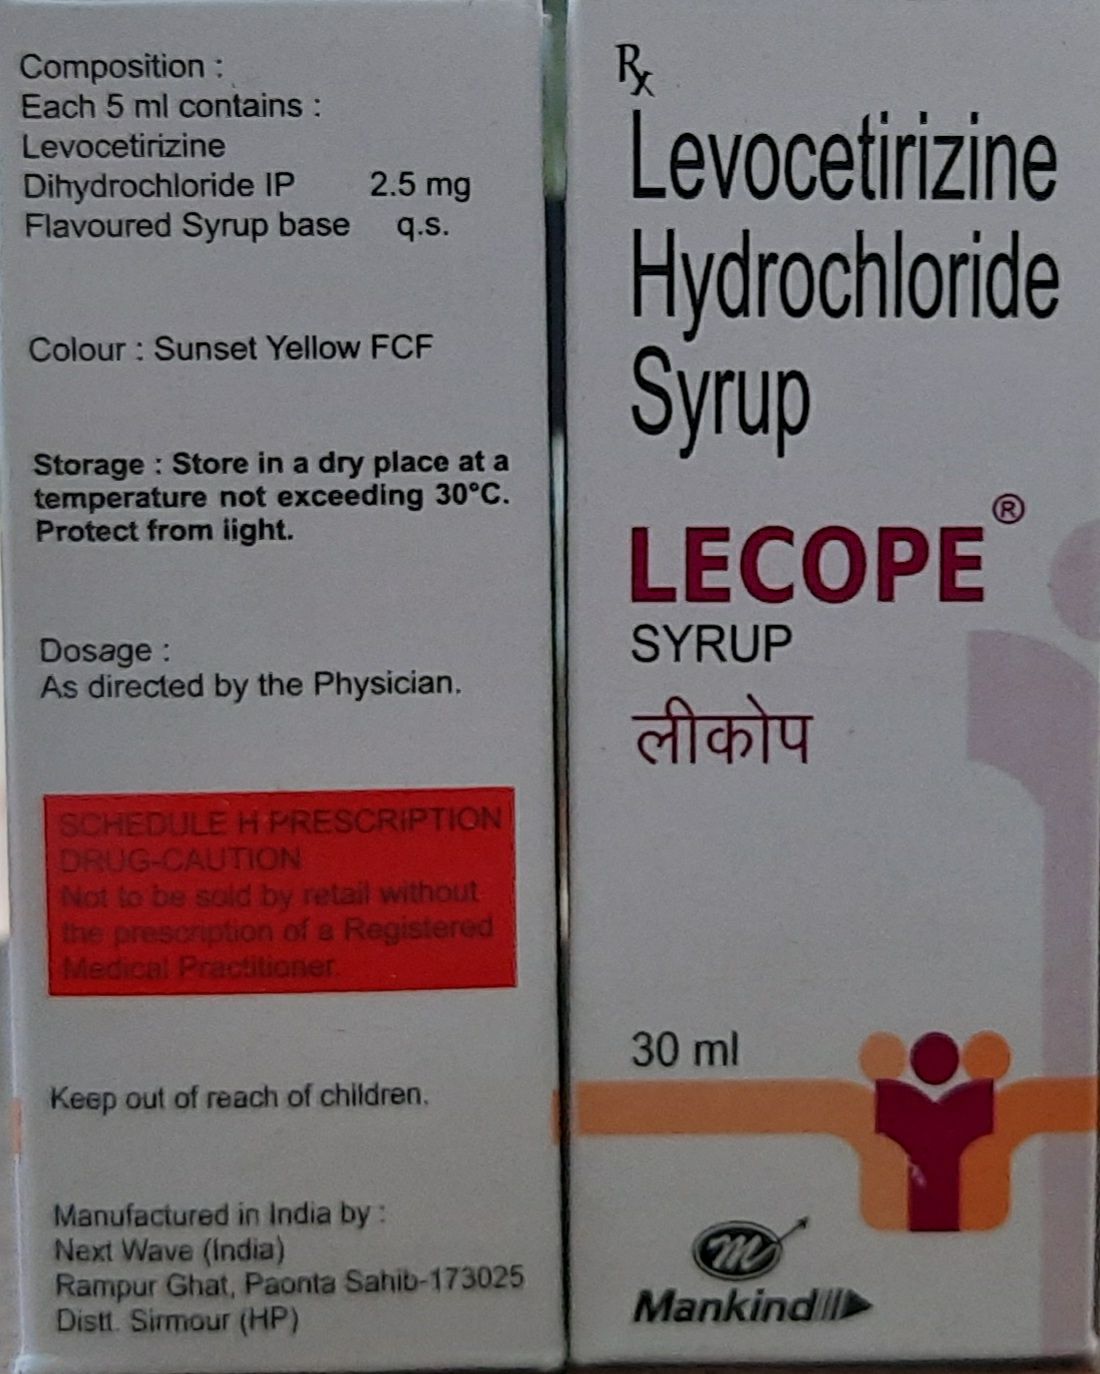 Composition :
Each 5 ml contains :
Levocetirizine
Dihydrochloride IP 2.5 mg
Flavoured Syrup base q.s.
Colour : Sunset Yellow FCF
Storage : Store in a dry place at a
temperature not exceeding 30°C.
Protect from light.
Dosage :
As directed by the Physician.
SCHEDULE H PRESCRIPTION
DRUG-CAUTION
Not to be sold by retail without
the prescription of a Registered
Medical Practitioner.
Keep out of reach of children.
Manufactured in India by :
Next Wave (India)
Rampur Ghat, Paonta Sahib-173025
Distt. Sirmour (HP)
Rx
Levocetirizine
Hydrochloride
Syrup
LECOPE®
SYRUP
लीकोप
30 ml
m
Mankind